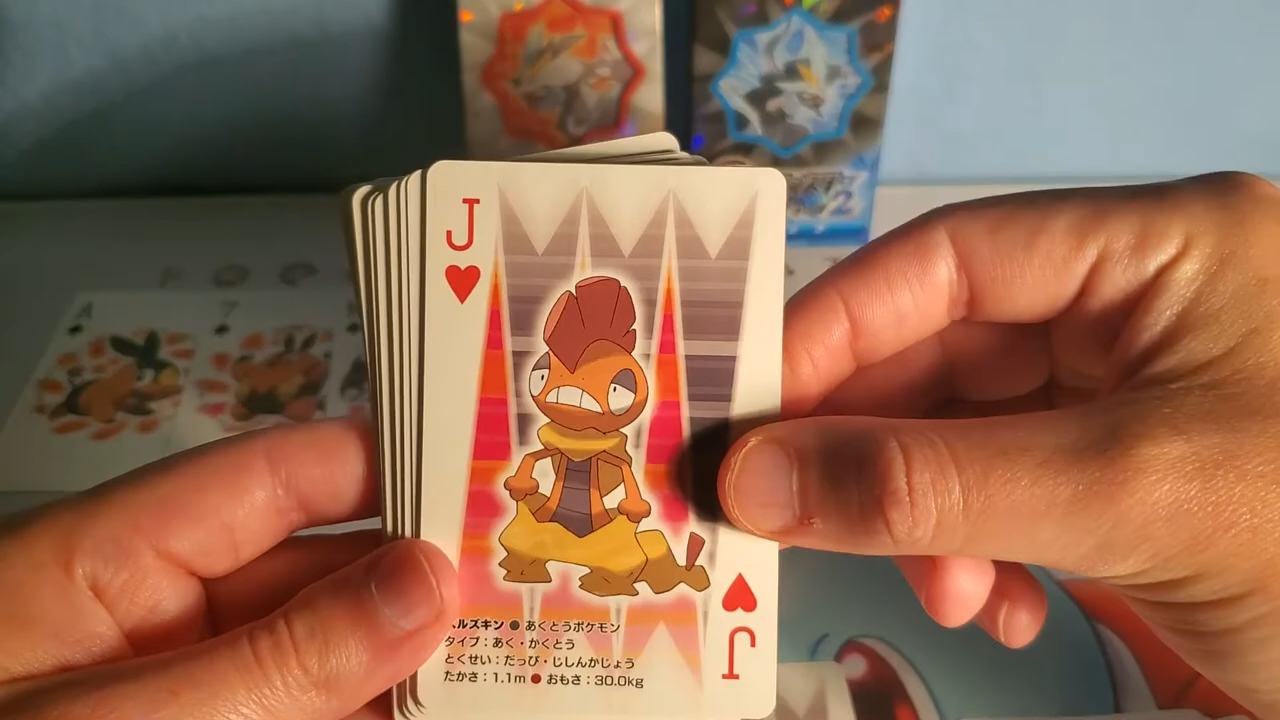 J
ルズキン ● あくとうポケモン
タイプ：あく・かくとう
とくせい：だっぴ・じしんかじょう
たかさ：1.1m ● おもさ：30.0kg
J
A
7
2